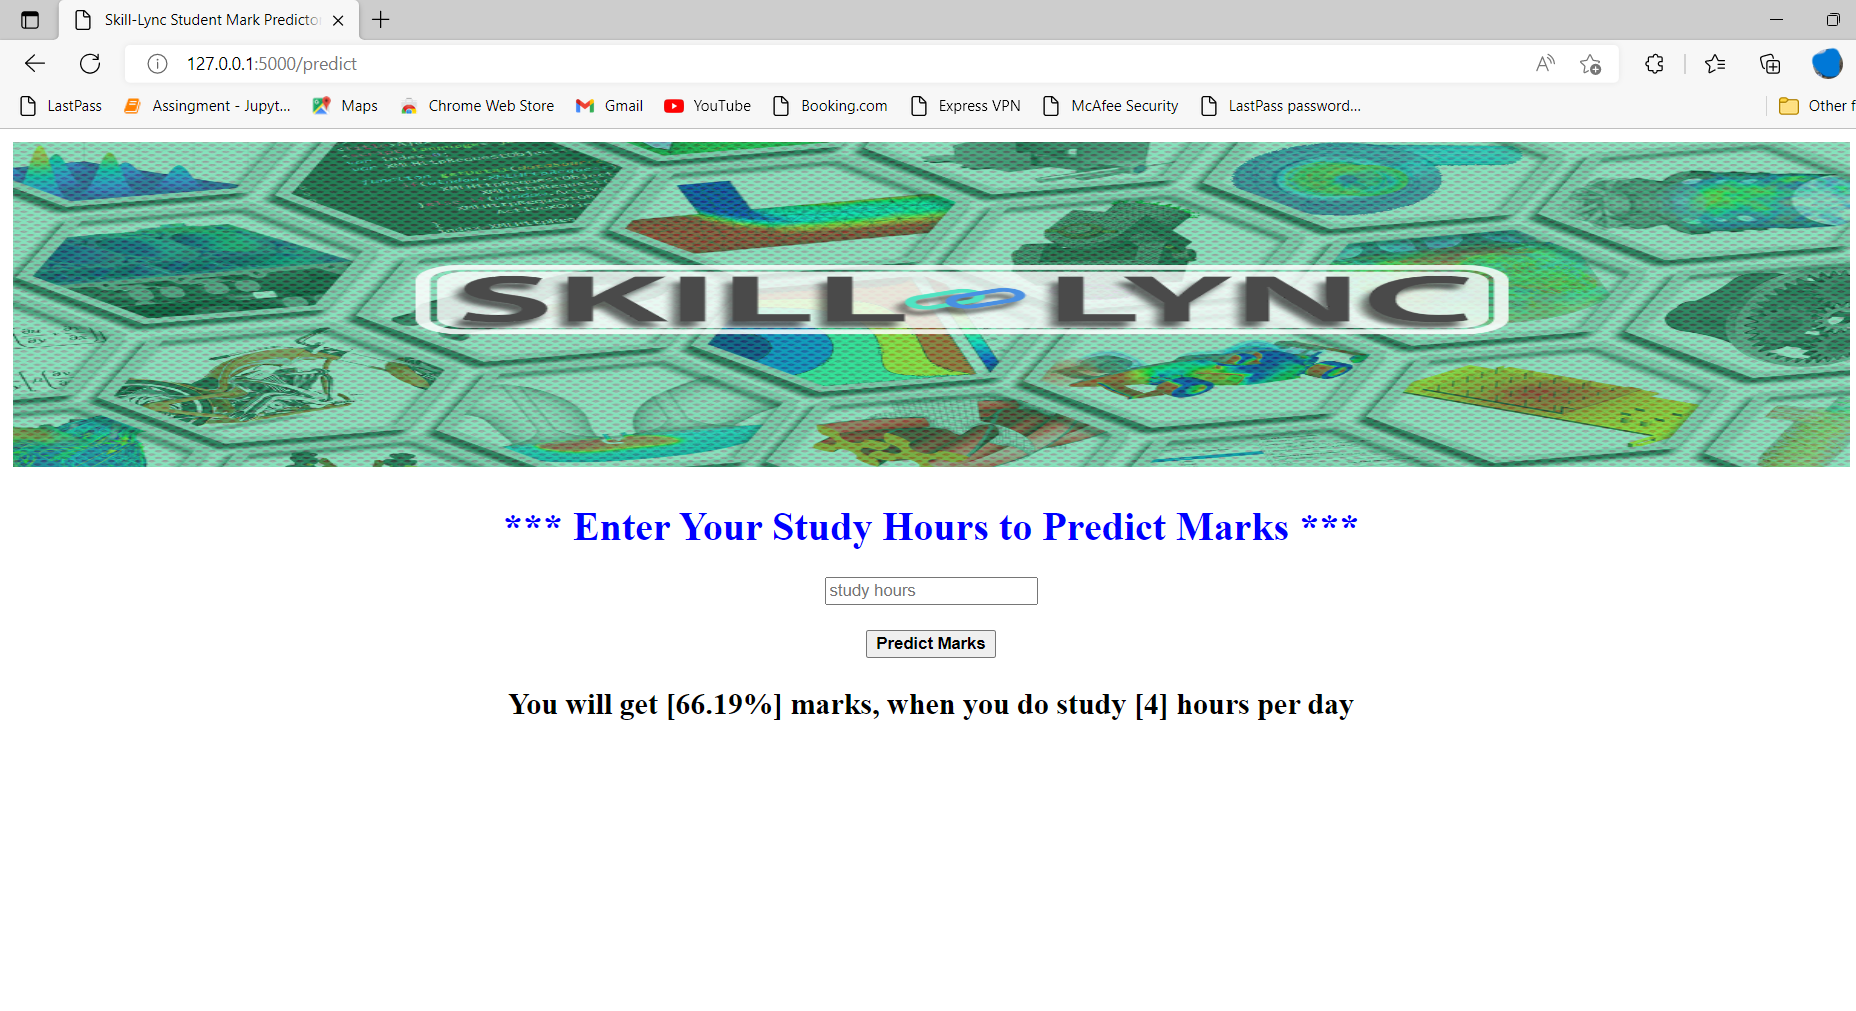 Skill-Lync Student Mark Predicto
127.0.0.1:5000/predict
LastPass Assingment - Jupyt... Maps Chrome Web Store Gmail YouTube Booking.com Express VPN McAfee Security LastPass password... Other f
SKILL LYNC
*** Enter Your Study Hours to Predict Marks ***
study hours
Predict Marks
You will get [66.19%] marks, when you do study [4] hours per day